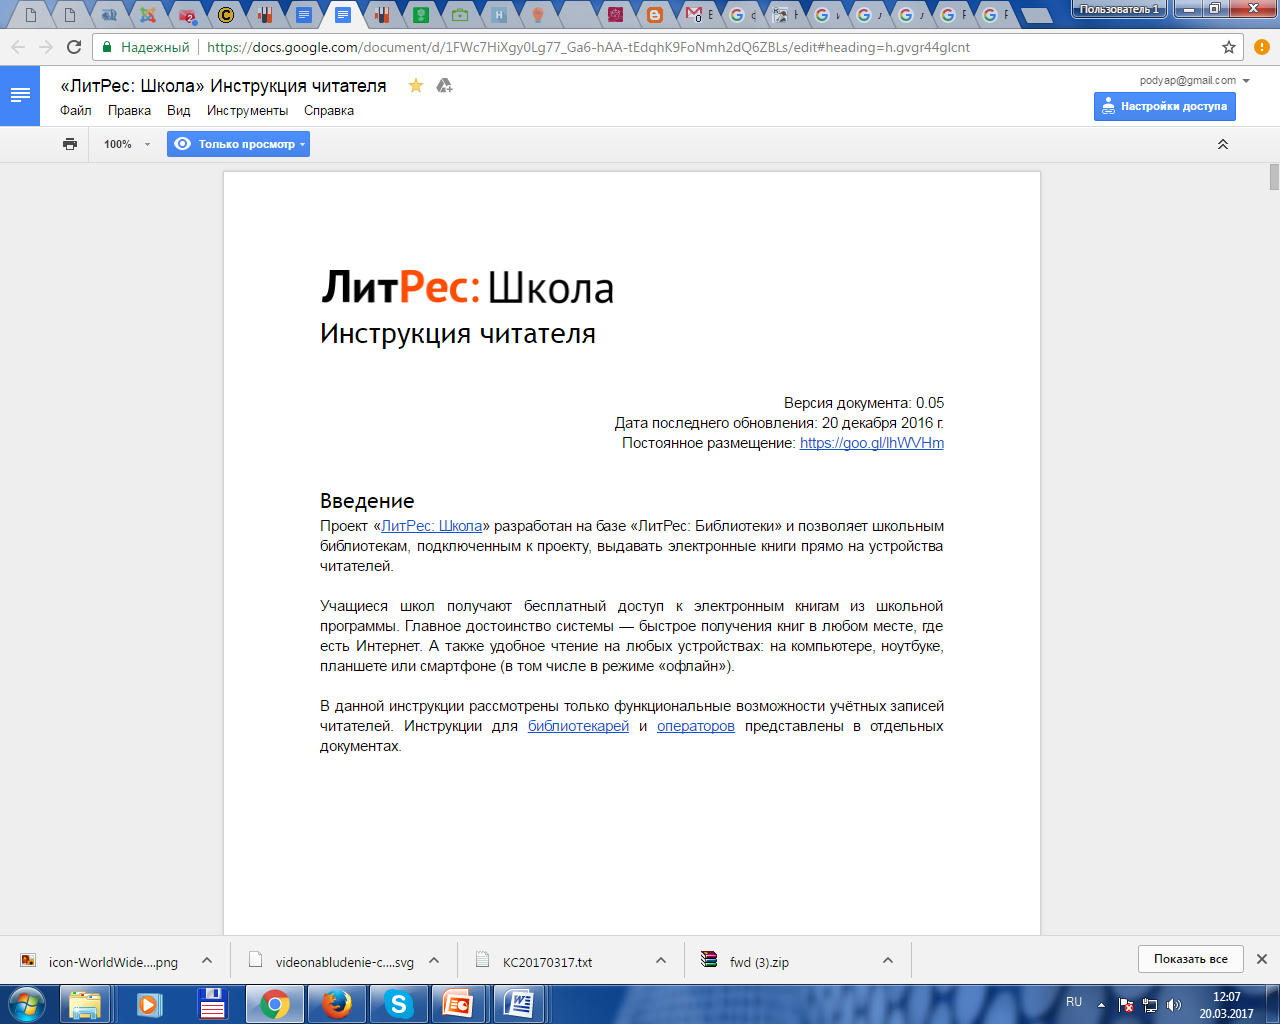 Пользователь 1
Надежный
https://docs.google.com/document/d/1FWc7HiXgy0Lg77_Ga6-hAA-tEdqhK9FoNmh2dQ6ZBLs/edit#heading=h.gvgr44glcnt
«ЛитРес: Школа» Инструкция читателя
podyap@gmail.com
Файл Правка Вид Инструменты Справка
Настройки доступа
100%
Только просмотр
ЛитРес: Школа
Инструкция читателя
Версия документа: 0.05
Дата последнего обновления: 20 декабря 2016 г.
Постоянное размещение: https://goo.gl/lhWVHm
Введение
Проект «ЛитРес: Школа» разработан на базе «ЛитРес: Библиотеки» и позволяет школьным
библиотекам, подключенным к проекту, выдавать электронные книги прямо на устройства
читателей.
Учащиеся школ получают бесплатный доступ к электронным книгам из школьной
программы. Главное достоинство системы — быстрое получения книг в любом месте, где
есть Интернет. А также удобное чтение на любых устройствах: на компьютере, ноутбуке,
планшете или смартфоне (в том числе в режиме «офлайн»).
В данной инструкции рассмотрены только функциональные возможности учётных записей
читателей. Инструкции для библиотекарей и операторов представлены в отдельных
документах.
icon-WorldWide....png
videonabludenie-c....svg
KC20170317.txt
fwd (3).zip
Показать все
RU
12:07
20.03.2017